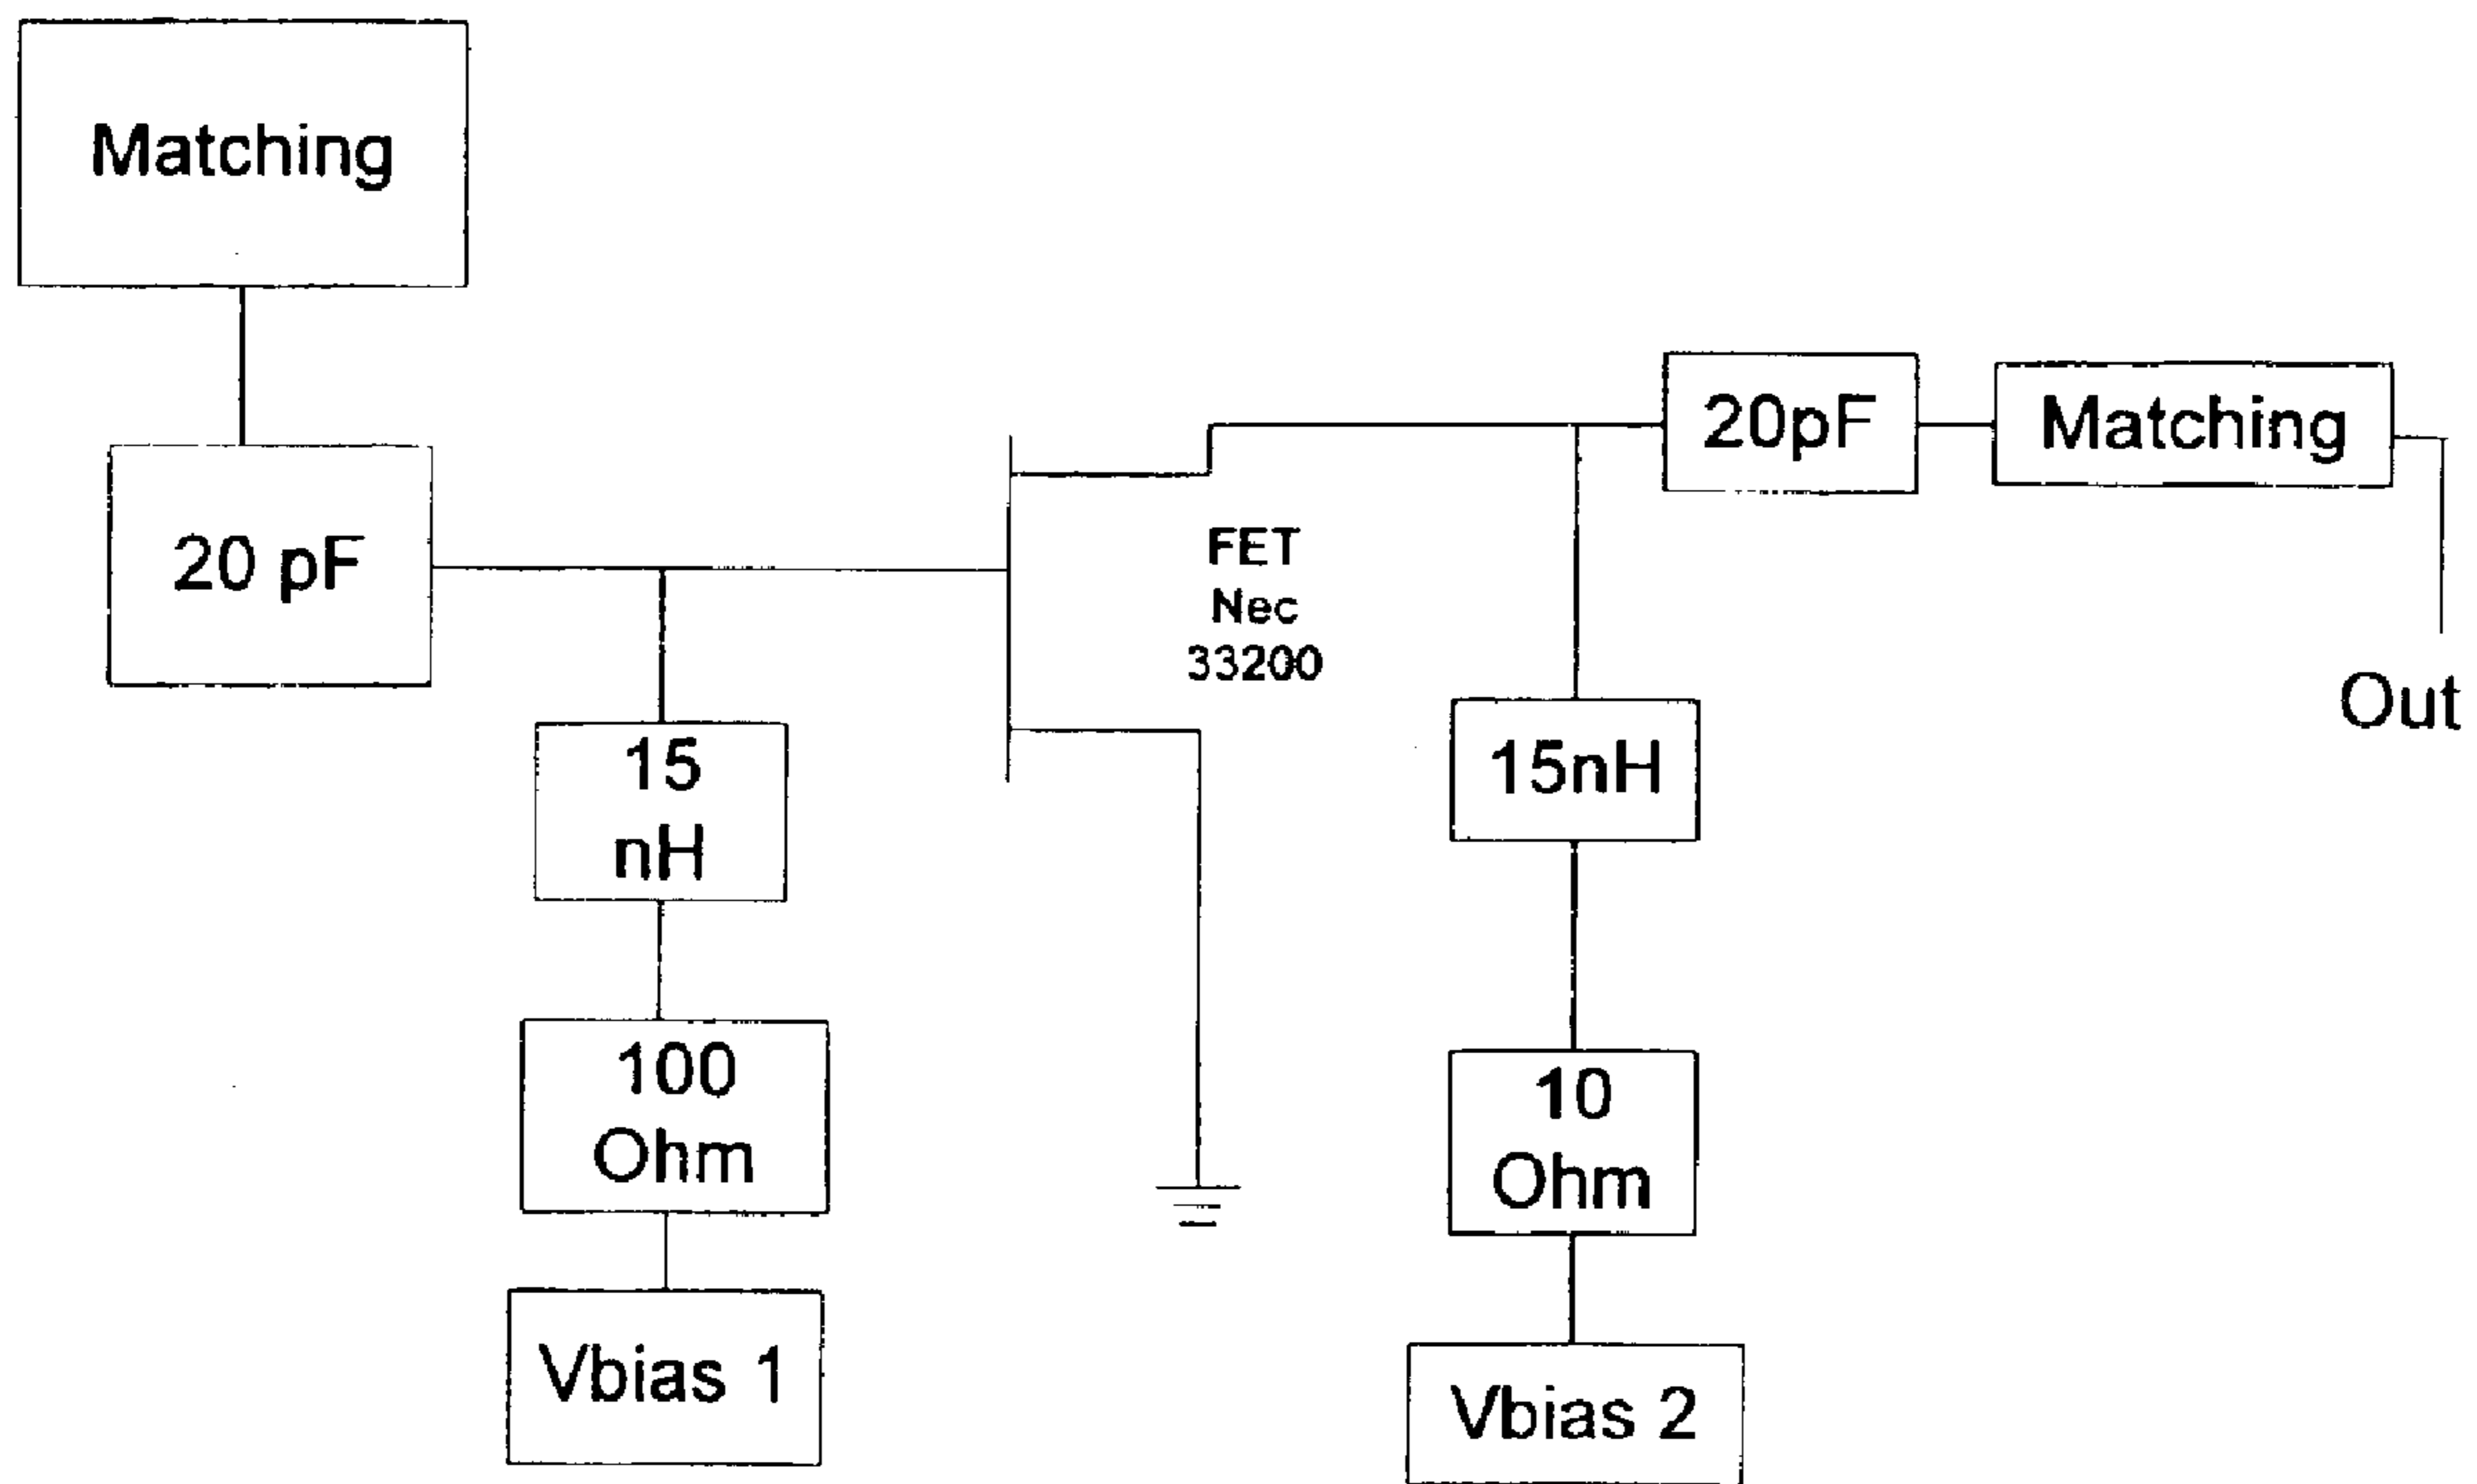 Matching
20 pF
15
nH
100
Ohm
Vbias 1
FET
Nec
33200
20pF
Matching
Out
15nH
10
Ohm
Vbias 2